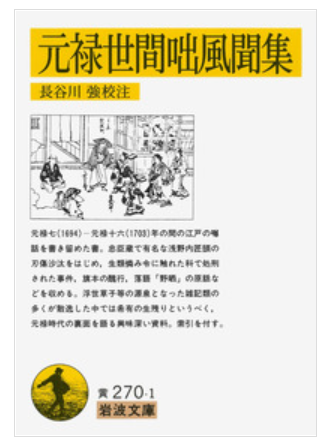 元禄世間咄風聞集
長谷川 強校注
元禄七(1694)―元禄十六(1703)年の間の江戸の噂
話を書き留めた書。忠臣蔵で有名な浅野内匠頭の
刃傷沙汰をはじめ、生類憐み令に触れた科で処刑
された事件、旗本の醜行、落語「野晒」の原話な
どを収める。浮世草子等の源泉となった雑記類の
多くが散逸した中では希有の生残りというべく、
元禄時代の裏面を語る興味深い資料。索引を付す。
黄 270-1
岩波文庫